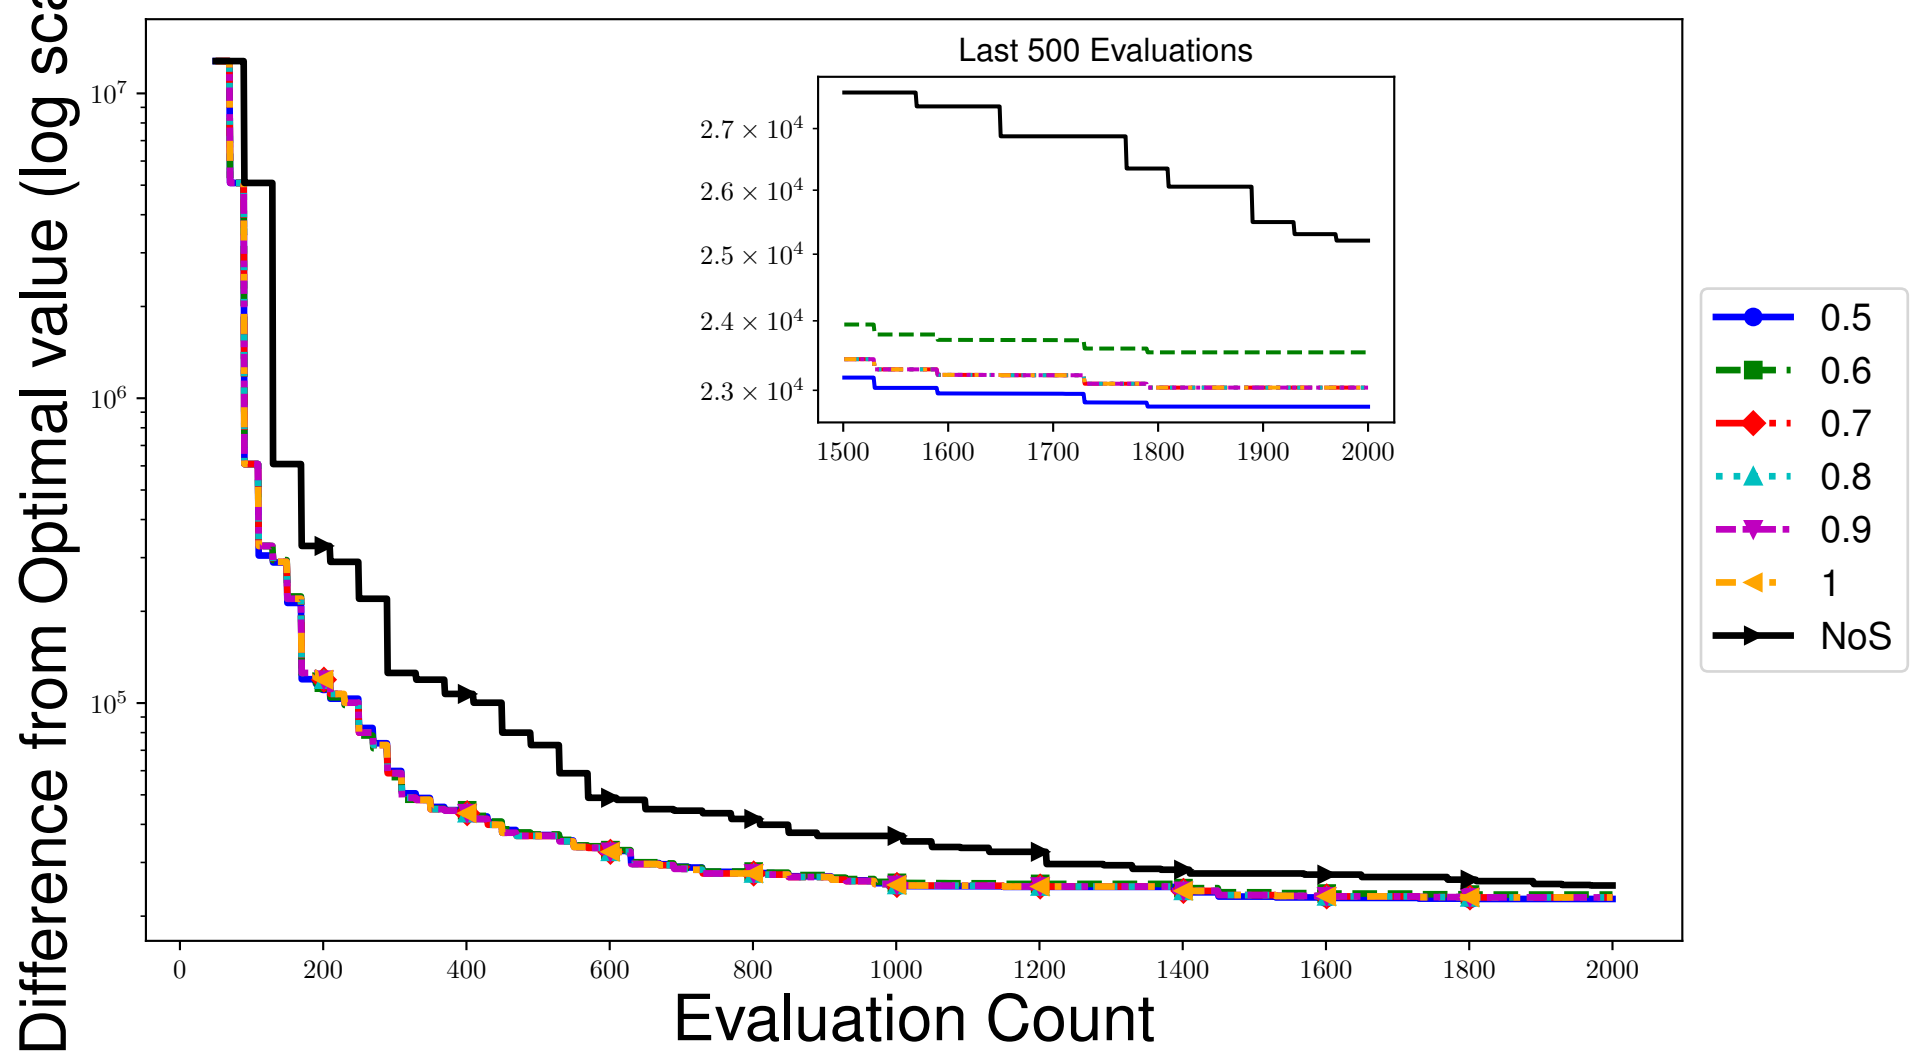 Difference from Optimal value (log sca
10^7
10^6
10^5
Last 500 Evaluations
2.7 × 10^4
2.6 × 10^4
2.5 × 10^4
2.4 × 10^4
2.3 × 10^4
1500 1600 1700 1800 1900 2000
0 200 400 600 800 1000 1200 1400 1600 1800 2000
Evaluation Count
0.5
0.6
0.7
0.8
0.9
1
NoS